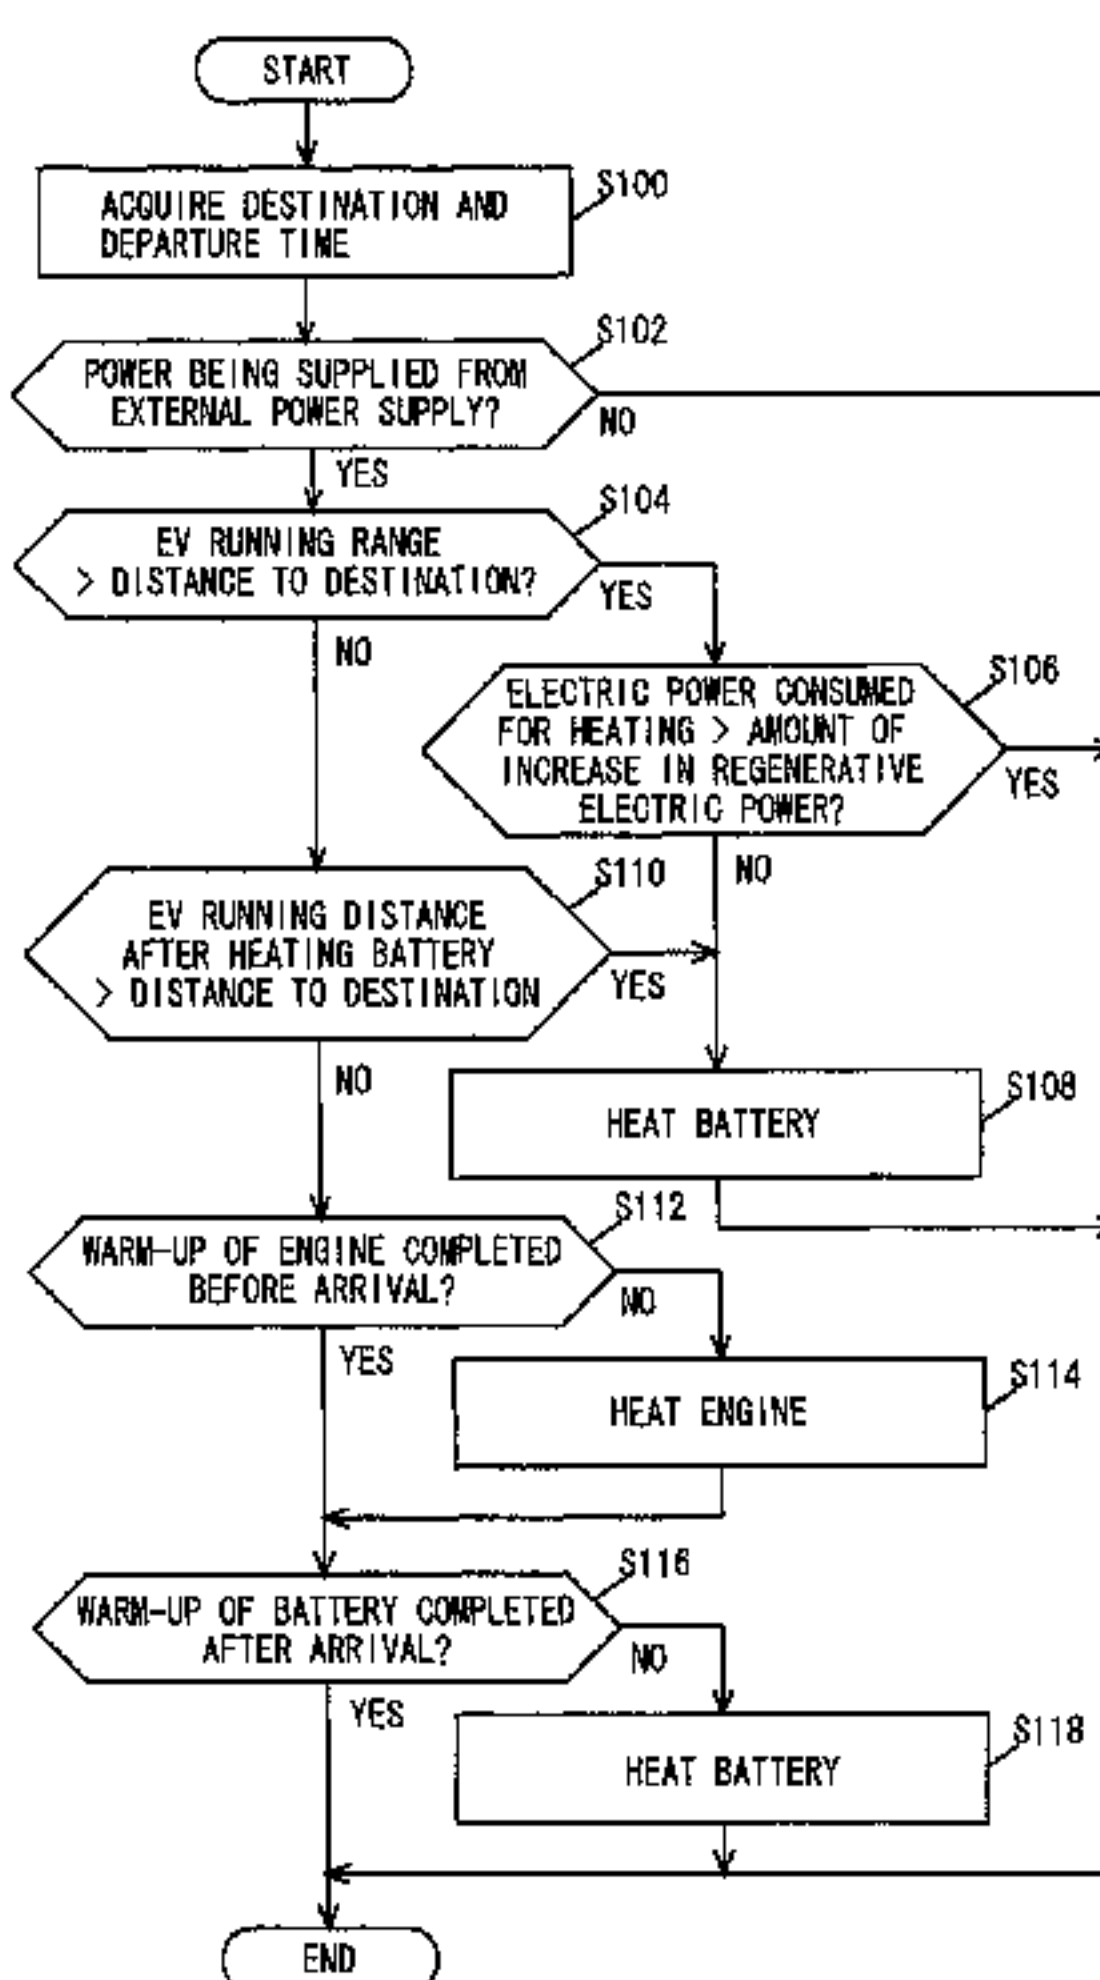 START
S100
ACQUIRE DESTINATION AND
DEPARTURE TIME
S102
POWER BEING SUPPLIED FROM
EXTERNAL POWER SUPPLY?
NO
YES
S104
EV RUNNING RANGE
> DISTANCE TO DESTINATION?
YES
NO
S106
ELECTRIC POWER CONSUMED
FOR HEATING > AMOUNT OF
INCREASE IN REGENERATIVE
ELECTRIC POWER?
YES
NO
S110
EV RUNNING DISTANCE
AFTER HEATING BATTERY
> DISTANCE TO DESTINATION
YES
NO
S108
HEAT BATTERY
S112
WARM-UP OF ENGINE COMPLETED
BEFORE ARRIVAL?
NO
YES
S114
HEAT ENGINE
S116
WARM-UP OF BATTERY COMPLETED
AFTER ARRIVAL?
NO
YES
S118
HEAT BATTERY
END